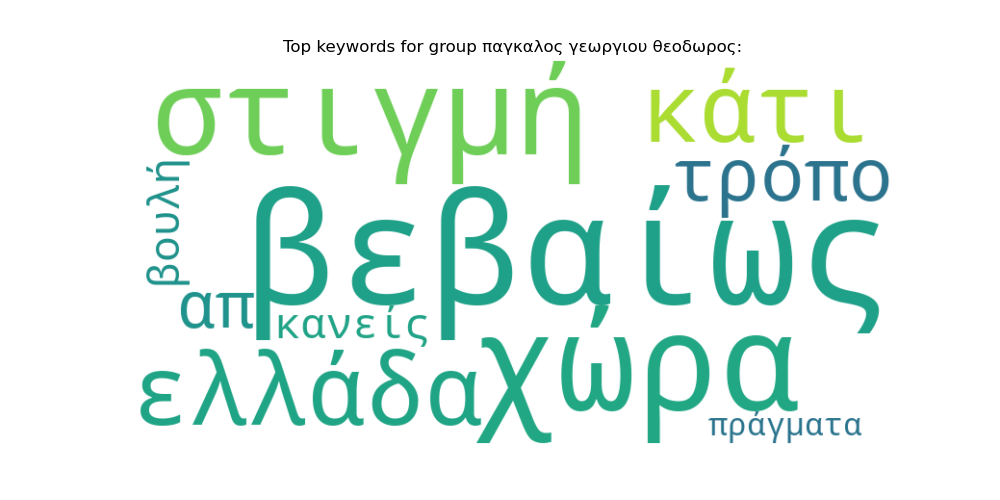 Top keywords for group παγκαλος γεωργιου θεοδωρος:
στιγμή κάτι
τρόπο
βουλή
βεβαίως
απ
κανείς
χώρα
ελλάδα
πράγματα